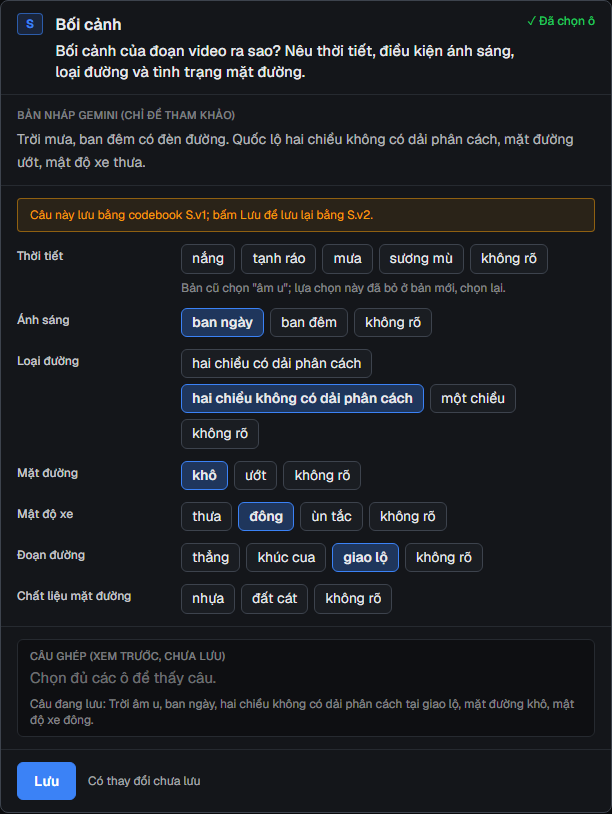 S Bối cảnh ✓ Đã chọn ô
Bối cảnh của đoạn video ra sao? Nêu thời tiết, điều kiện ánh sáng,
loại đường và tình trạng mặt đường.
BẢN NHÁP GEMINI (CHỈ ĐỂ THAM KHẢO)
Trời mưa, ban đêm có đèn đường. Quốc lộ hai chiều không có dải phân cách, mặt đường
ướt, mật độ xe thưa.
Câu này lưu bằng codebook S.v1; bấm Lưu để lưu lại bằng S.v2.
Thời tiết nắng tạnh ráo mưa sương mù không rõ
Bản cũ chọn "âm u"; lựa chọn này đã bỏ ở bản mới, chọn lại.
Ánh sáng ban ngày ban đêm không rõ
Loại đường hai chiều có dải phân cách
hai chiều không có dải phân cách một chiều
không rõ
Mặt đường khô ướt không rõ
Mật độ xe thưa đông ùn tắc không rõ
Đoạn đường thẳng khúc cua giao lộ không rõ
Chất liệu mặt đường nhựa đất cát không rõ
CÂU GHÉP (XEM TRƯỚC, CHƯA LƯU)
Chọn đủ các ô để thấy câu.
Câu đang lưu: Trời âm u, ban ngày, hai chiều không có dải phân cách tại giao lộ, mặt đường khô, mật
độ xe đông.
Lưu Có thay đổi chưa lưu